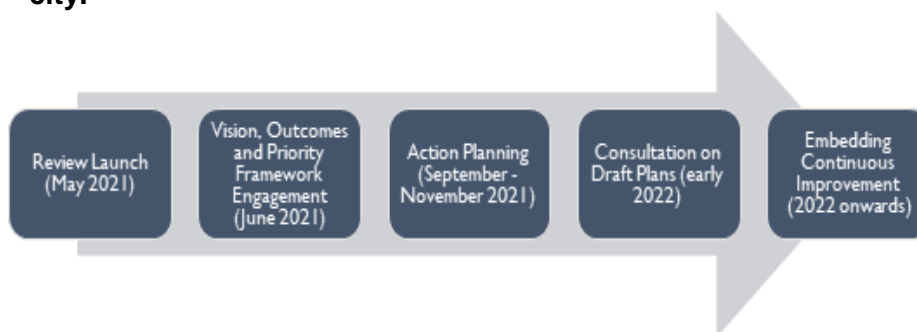 city.
Review Launch
(May 2021)
Vision, Outcomes
and Priority
Framework
Engagement
(June 2021)
Action Planning
(September -
November 2021)
Consultation on
Draft Plans (early
2022)
Embedding
Continuous
Improvement
(2022 onwards)